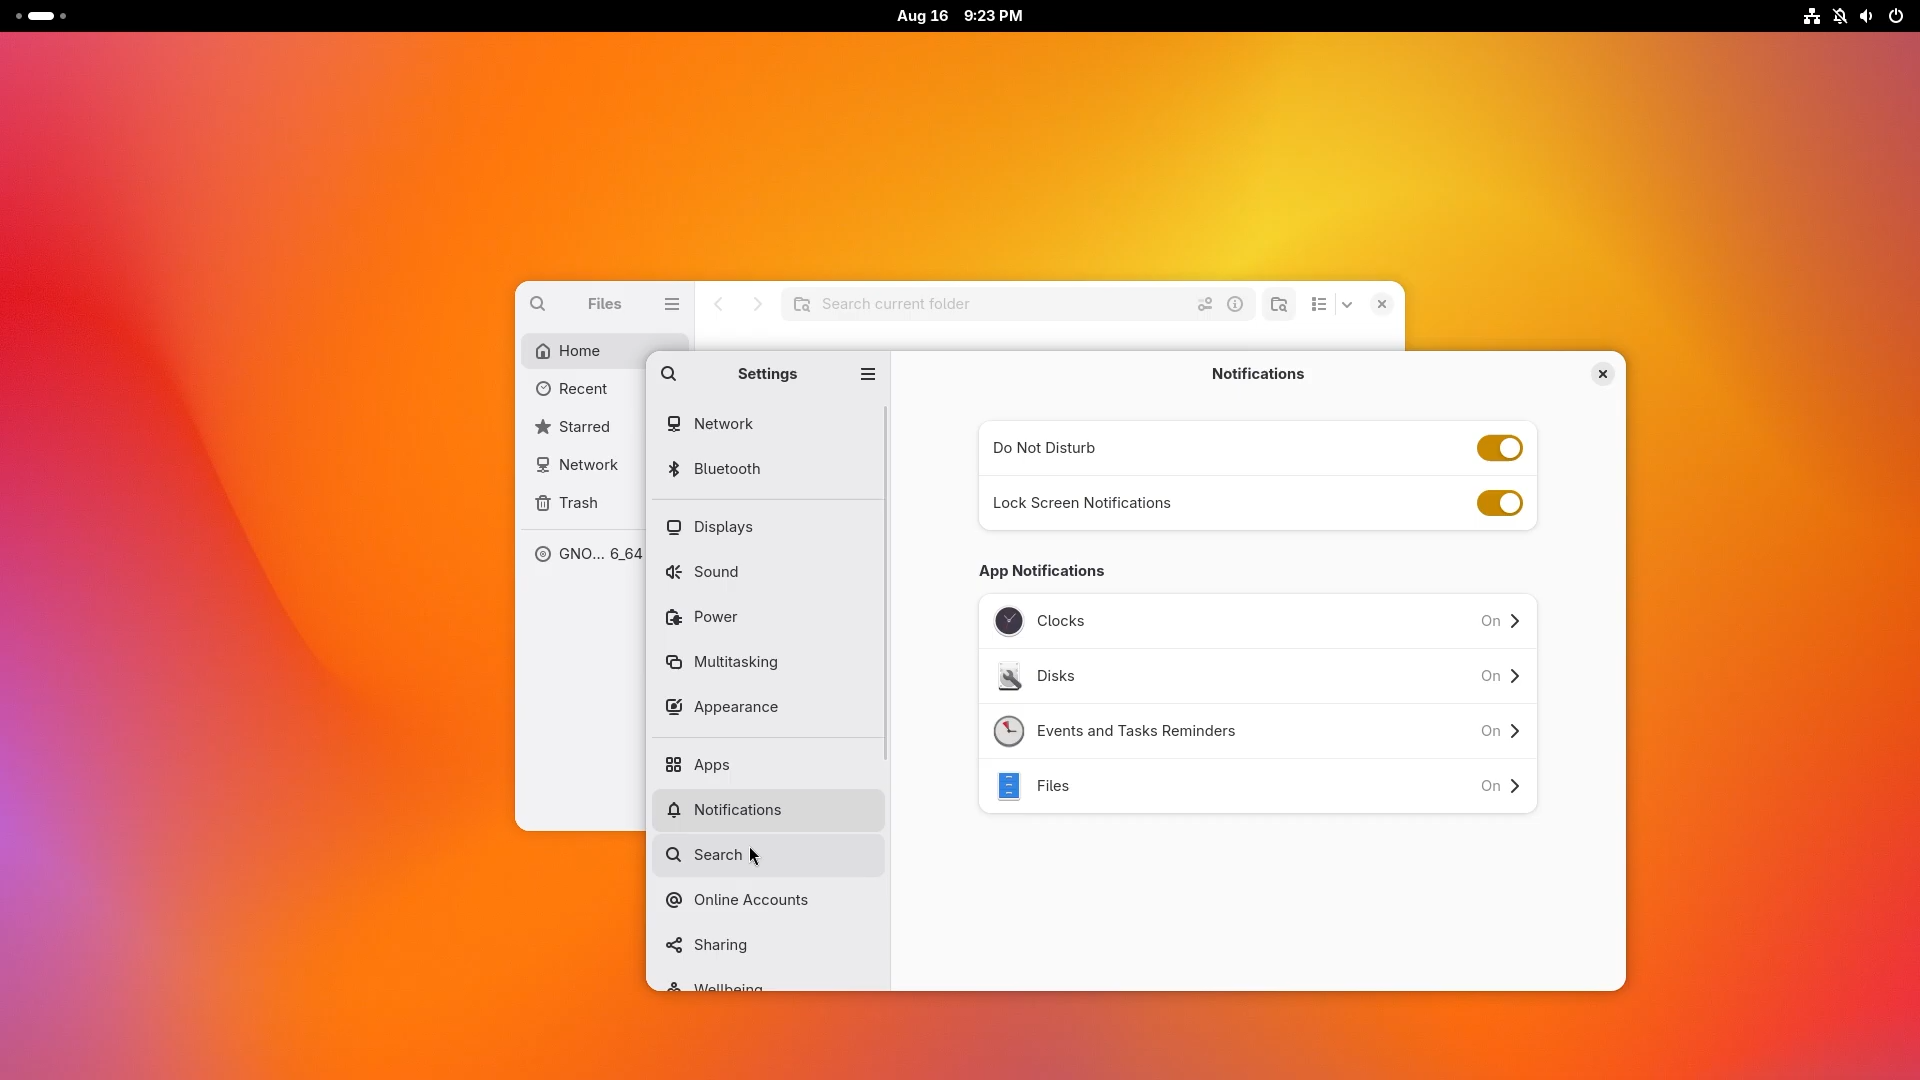 Aug 16 9:23 PM
Files
Search current folder
Home
Recent
Starred
Network
Trash
GNO... 6_64
Settings
Network
Bluetooth
Displays
Sound
Power
Multitasking
Appearance
Apps
Notifications
Search
Online Accounts
Sharing
Wellbeing
Notifications
Do Not Disturb
Lock Screen Notifications
App Notifications
Clocks On
Disks On
Events and Tasks Reminders On
Files On